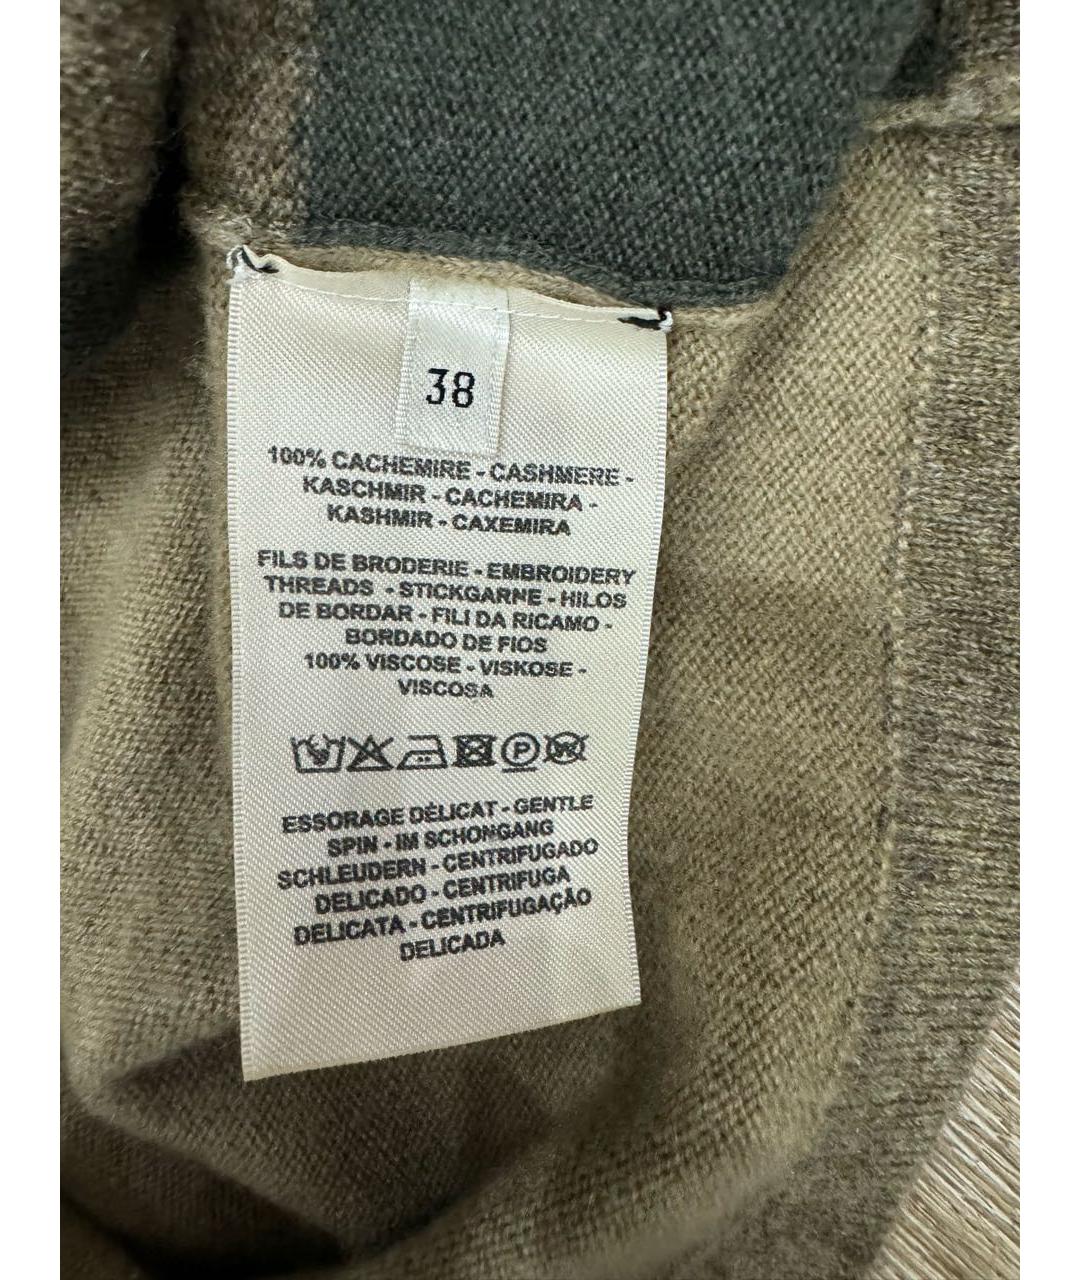 38
100% CACHEMIRE - CASHMERE -
KASCHMIR - CACHEMIRA -
KASHMIR - CAXEMIRA
FILS DE BRODERIE - EMBROIDERY
THREADS - STICKGARNE - HILOS
DE BORDAR - FILI DA RICAMO -
BORDADO DE FIOS
100% VISCOSE - VISKOSE -
VISCOSA
P W
ESSORAGE DÉLICAT - GENTLE
SPIN - IM SCHONGANG
SCHLEUDERN - CENTRIFUGADO
DELICADO - CENTRIFUGA
DELICATA - CENTRIFUGAÇÃO
DELICADA